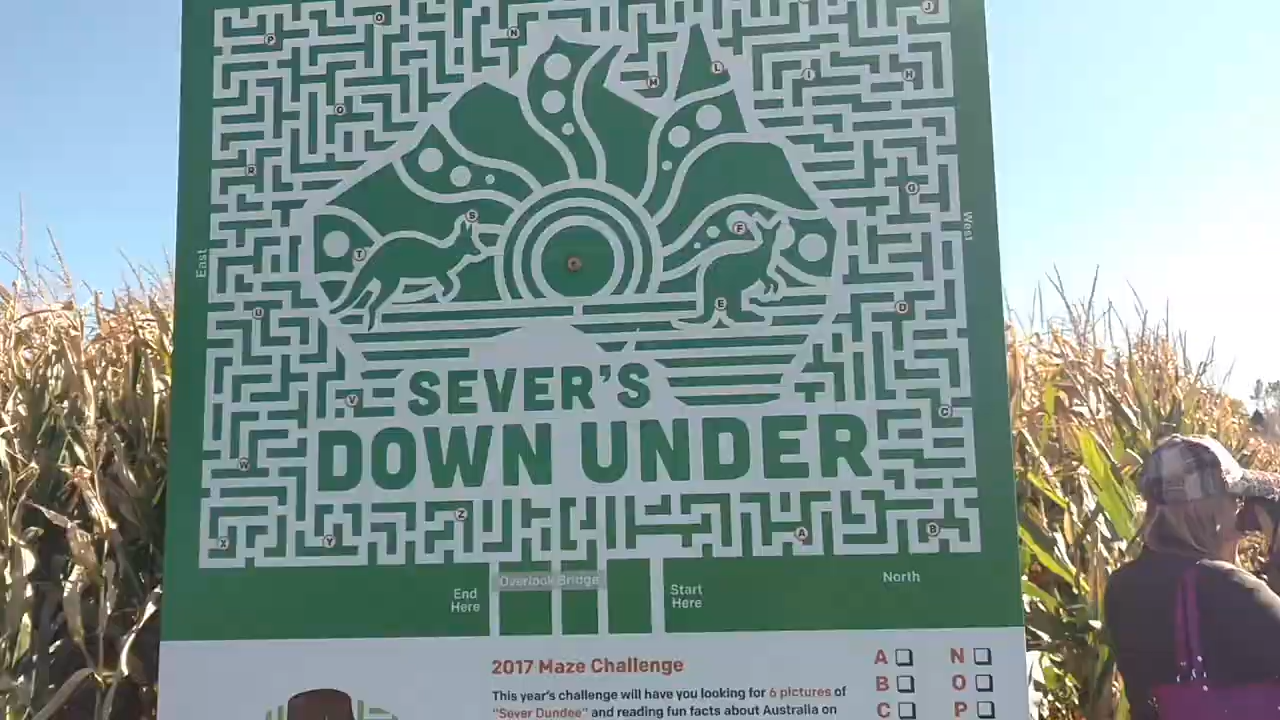 J
O
P
N
L
M
I
H
R
G
S
F
T
West
East
E
D
U
SEVER'S
V
C
DOWN UNDER
W
Z
A
B
X
Y
Overlook Bridge
End
Here
Start
Here
North
2017 Maze Challenge
This year's challenge will have you looking for 6 pictures of
"Sever Dundee" and reading fun facts about Australia on
A N
B O
C P